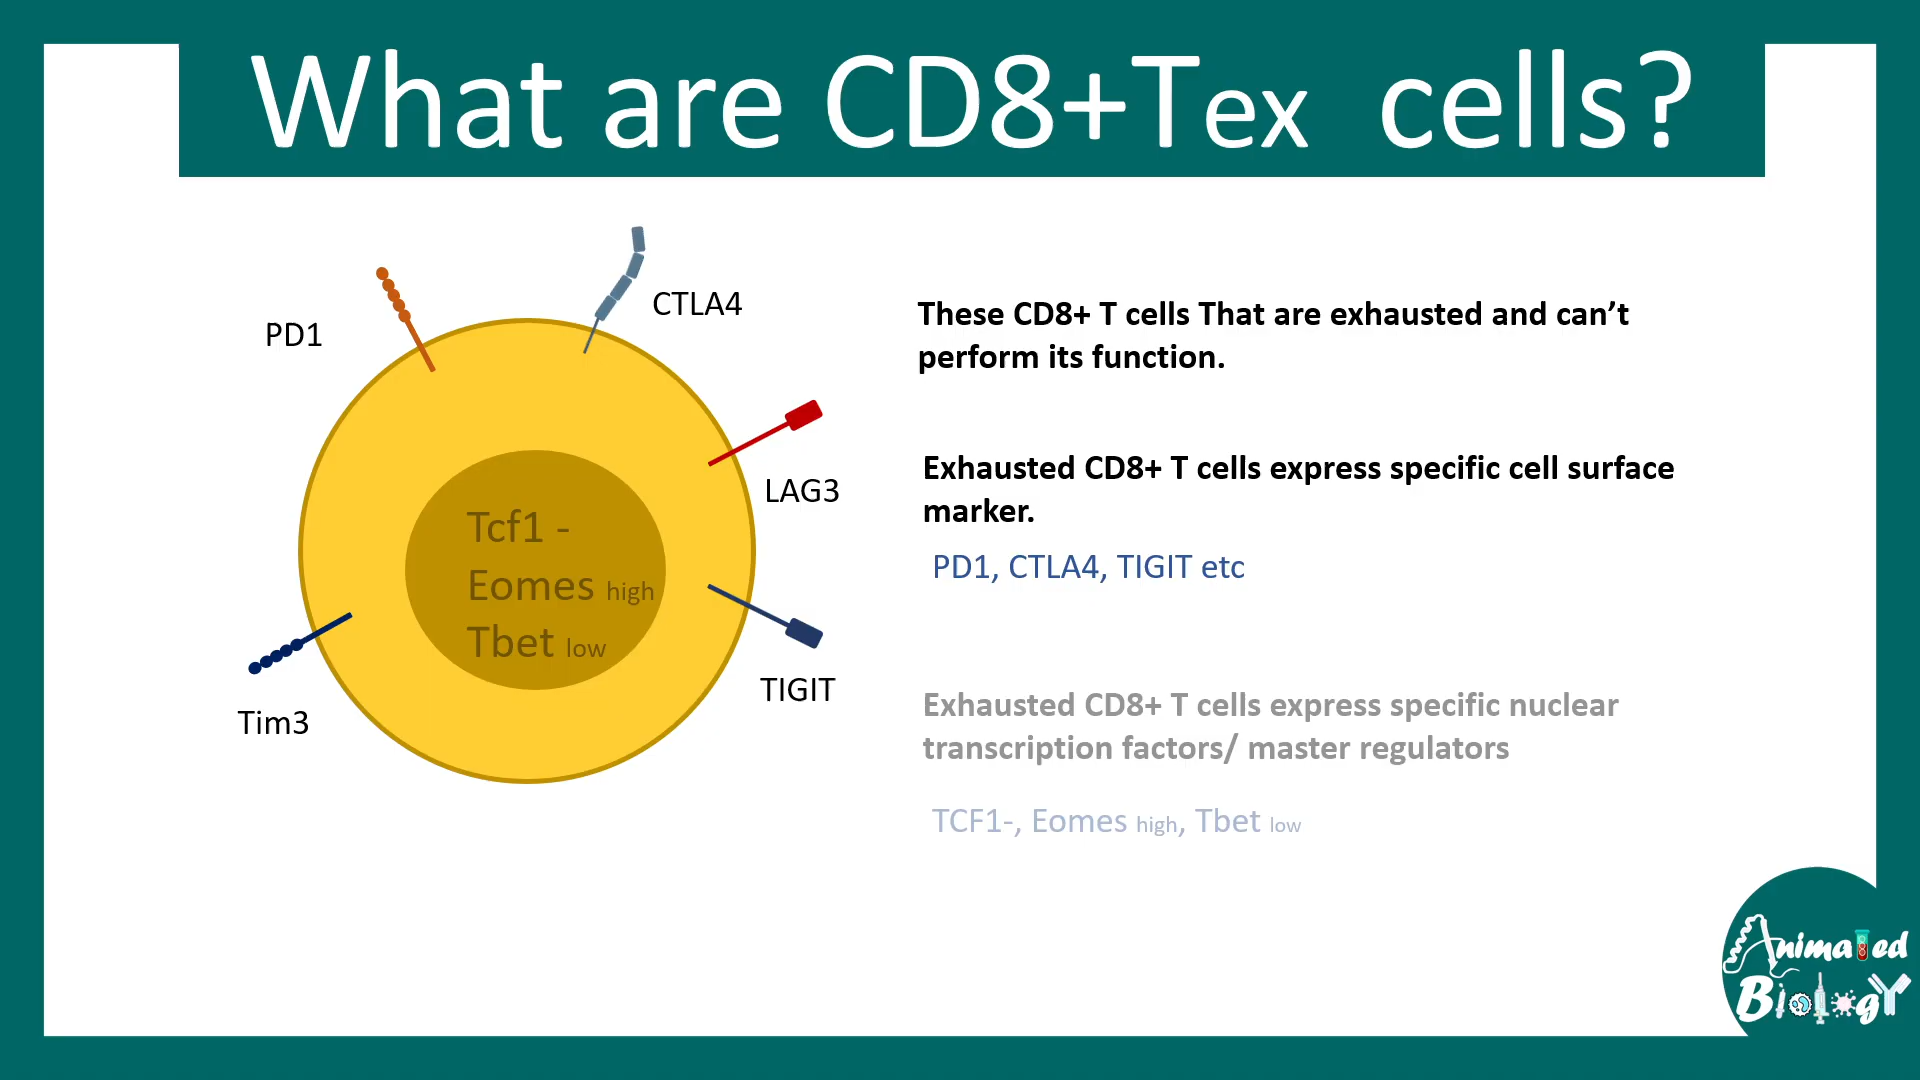 What are CD8+Tex cells?
PD1
CTLA4
LAG3
TIGIT
Tim3
Tcf1 -
Eomes high
Tbet low
These CD8+ T cells That are exhausted and can’t
perform its function.
Exhausted CD8+ T cells express specific cell surface
marker.
PD1, CTLA4, TIGIT etc
Exhausted CD8+ T cells express specific nuclear
transcription factors/ master regulators
TCF1-, Eomes high, Tbet low
Animated
Biology